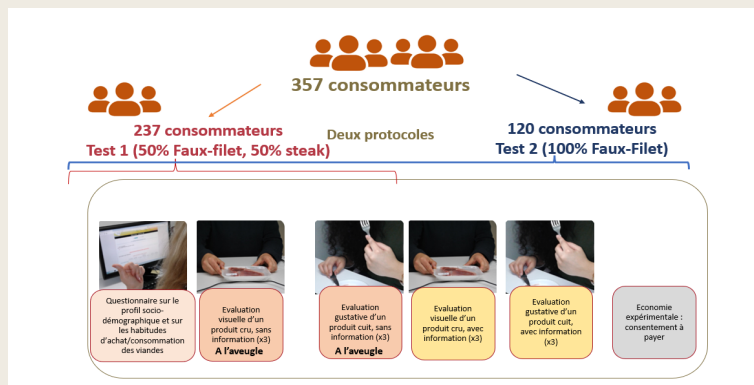 357 consommateurs
237 consommateurs
Test 1 (50% Faux-filet, 50% steak)
Deux protocoles
120 consommateurs
Test 2 (100% Faux-Filet)
Questionnaire sur le
profil socio-
démographique et sur
les habitudes
d'achat/consommation
des viandes
Evaluation
visuelle d'un
produit cru, sans
information (x3)
A l'aveugle
Evaluation
gustative d'un
produit cuit, sans
information (x3)
A l'aveugle
Evaluation
visuelle d'un
produit cru, avec
information (x3)
Evaluation
gustative d'un
produit cuit,
avec information
(x3)
Economie
expérimentale :
consentement à
payer